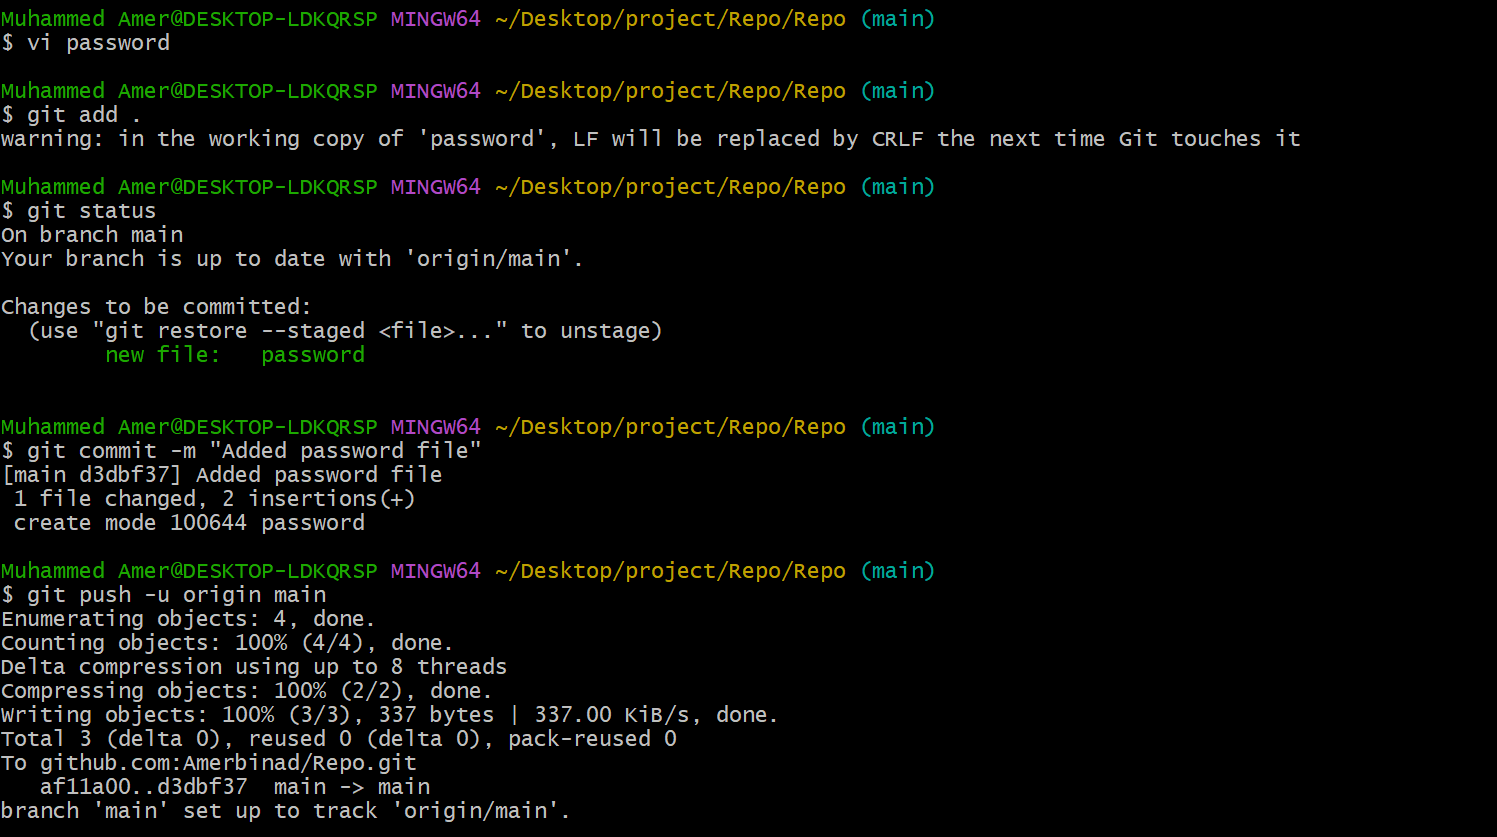 Muhammed Amer@DESKTOP-LDKQRSP MINGW64 ~/Desktop/project/Repo/Repo (main)
$ vi password
Muhammed Amer@DESKTOP-LDKQRSP MINGW64 ~/Desktop/project/Repo/Repo (main)
$ git add .
warning: in the working copy of 'password', LF will be replaced by CRLF the next time Git touches it
Muhammed Amer@DESKTOP-LDKQRSP MINGW64 ~/Desktop/project/Repo/Repo (main)
$ git status
On branch main
Your branch is up to date with 'origin/main'.
Changes to be committed:
  (use "git restore --staged <file>..." to unstage)
        new file:   password
Muhammed Amer@DESKTOP-LDKQRSP MINGW64 ~/Desktop/project/Repo/Repo (main)
$ git commit -m "Added password file"
[main d3dbf37] Added password file
 1 file changed, 2 insertions(+)
 create mode 100644 password
Muhammed Amer@DESKTOP-LDKQRSP MINGW64 ~/Desktop/project/Repo/Repo (main)
$ git push -u origin main
Enumerating objects: 4, done.
Counting objects: 100% (4/4), done.
Delta compression using up to 8 threads
Compressing objects: 100% (2/2), done.
Writing objects: 100% (3/3), 337 bytes | 337.00 KiB/s, done.
Total 3 (delta 0), reused 0 (delta 0), pack-reused 0
To github.com:Amerbinad/Repo.git
   af11a00..d3dbf37  main -> main
branch 'main' set up to track 'origin/main'.